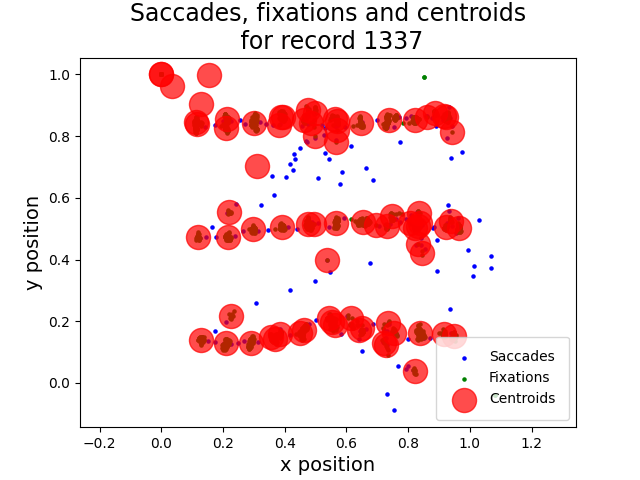 Saccades, fixations and centroids
for record 1337
1.0
0.8
0.6
0.4
0.2
0.0
y position
−0.2
0.0
0.2
0.4
0.6
0.8
1.0
1.2
x position
Saccades
Fixations
Centroids